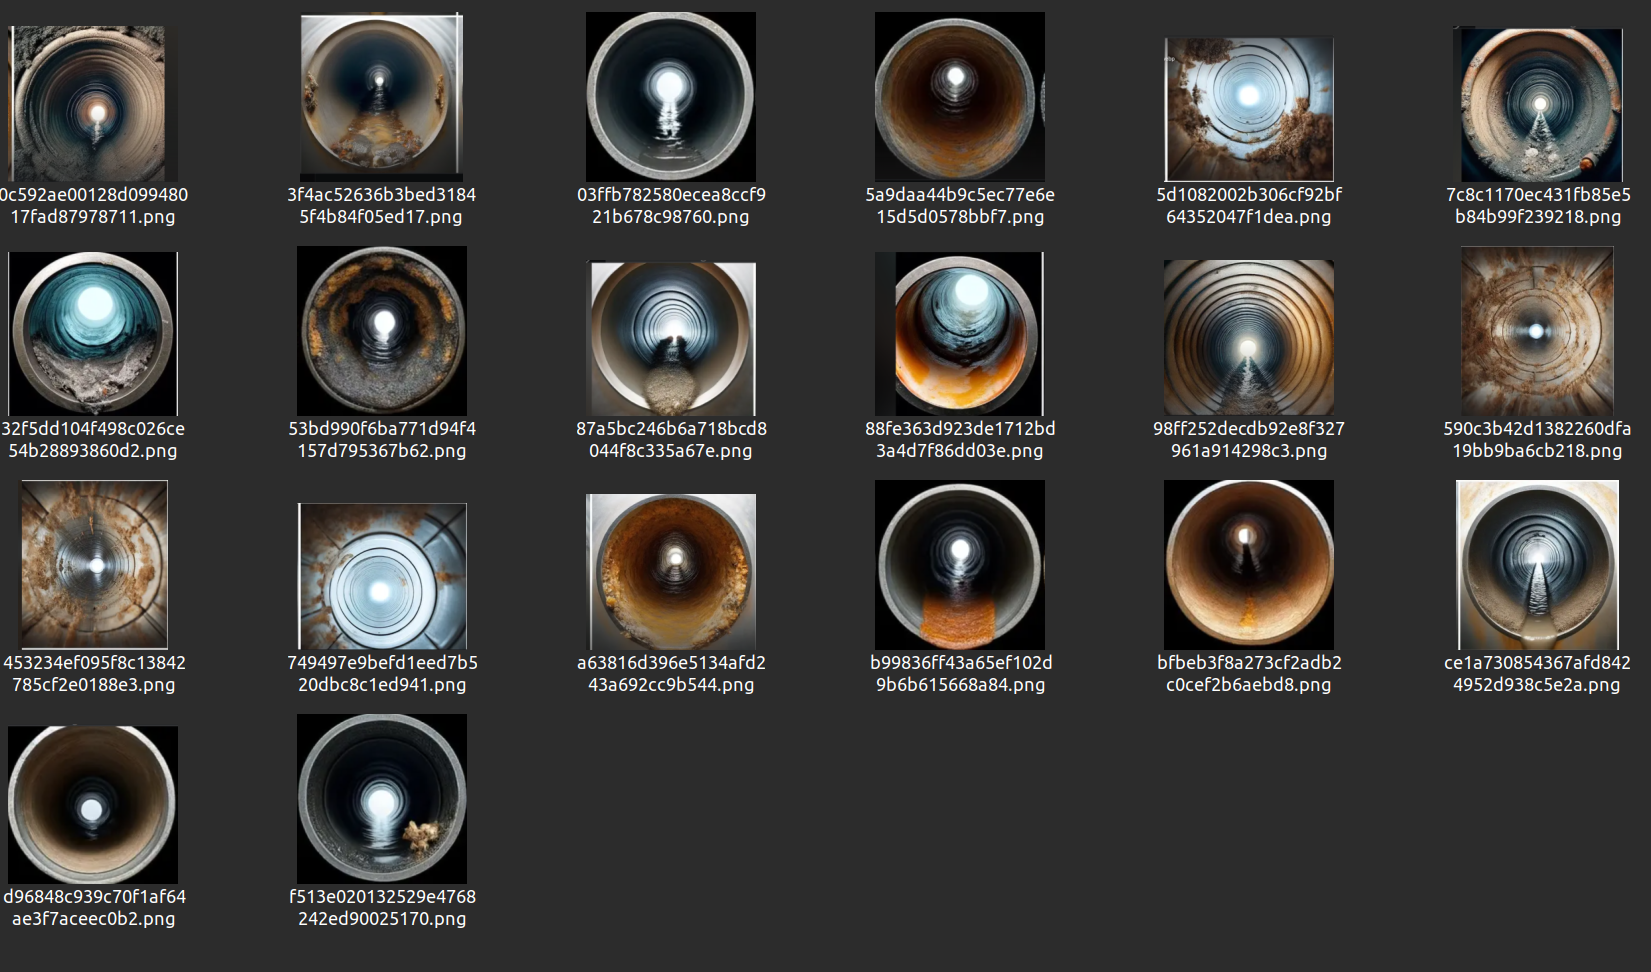 0c592ae00128d099480
17fad87978711.png
3f4ac52636b3bed3184
5f4b84f05ed17.png
03ffb782580ecea8ccf9
21b678c98760.png
5a9daa44b9c5ec77e6e
15d5d0578bbf7.png
5d1082002b306cf92bf
64352047f1dea.png
7c8c1170ec431fb85e5
b84b99f239218.png
32f5dd104f498c026ce
54b28893860d2.png
53bd990f6ba771d94f4
157d795367b62.png
87a5bc246b6a718bcd8
044f8c335a67e.png
88fe363d923de1712bd
3a4d7f86dd03e.png
98ff252decdb92e8f327
961a914298c3.png
590c3b42d1382260dfa
19bb9ba6cb218.png
453234ef095f8c13842
785cf2e0188e3.png
749497e9befd1eed7b5
20dbc8c1ed941.png
a63816d396e5134afd2
43a692cc9b544.png
b99836ff43a65ef102d
9b6b615668a84.png
bfbeb3f8a273cf2adb2
c0cef2b6aebd8.png
ce1a730854367afd842
4952d938c5e2a.png
d96848c939c70f1af64
ae3f7aceec0b2.png
f513e020132529e4768
242ed90025170.png